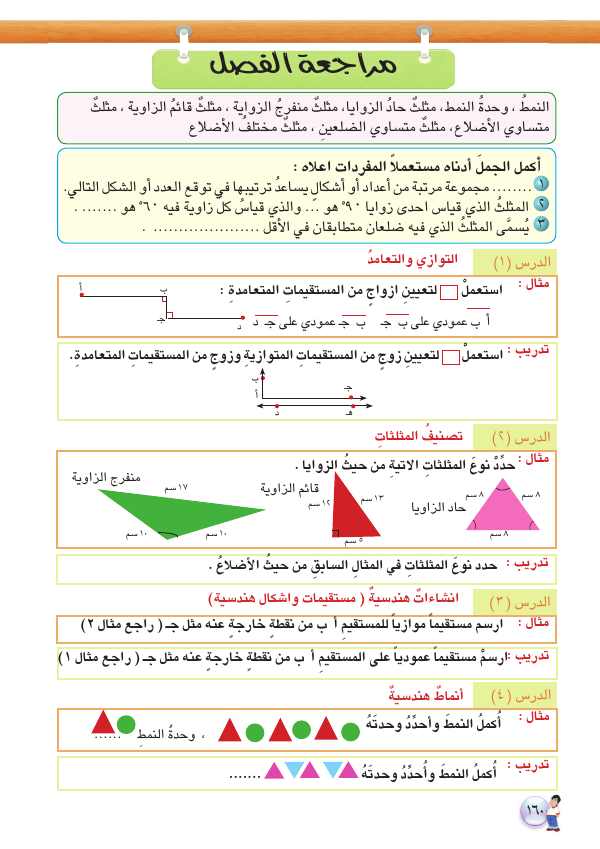 مراجعة الفصل
النمطُ ، وحدةُ النمط، مثلثٌ حادُ الزوايا، مثلثٌ منفرجُ الزواية ، مثلثٌ قائمُ الزاوية ، مثلثٌ
متساوي الأضلاع، مثلثٌ متساوي الضلعينِ ، مثلثٌ مختلفُ الأضلاع
أكمل الجملَ أدناه مستعملاً المفردات اعلاه :
١ ........ مجموعة مرتبة من أعداد أو أشكالٍ يساعدُ ترتيبها في توقع العدد أو الشكل التالي.
٢ المثلثُ الذي قياس احدى زوايا ٩٠° هو ... والذي قياسُ كلُ زاوية فيه ٦٠° هو ....... .
٣ يُسمَّى المثلثُ الذي فيه ضلعان متطابقان في الأقل ..................... .
الدرس (١) التوازي والتعامدُ
مثال : استعملْ لتعيينِ ازواجٍ من المستقيماتِ المتعامدةِ :
أ ب جـ د
أ ب عمودي على ب جـ ب جـ عمودي على جـ د
تدريب : استعملْ لتعيينِ زوجٍ من المستقيماتِ المتوازيةِ وزوجٍ من المستقيماتِ المتعامدةِ.
ب
أ جـ
د هـ
الدرس (٢) تصنيفُ المثلثاتِ
مثال : حدِّدْ نوعَ المثلثاتِ الاتيةِ من حيثُ الزوايا .
حاد الزوايا ٨ سم ٨ سم ٨ سم
قائم الزاوية ١٣ سم ١٢ سم ٥ سم
منفرج الزاوية ١٧ سم ١٠ سم ١٠ سم
تدريب : حدد نوعَ المثلثاتِ في المثالِ السابقِ من حيثُ الأضلاعُ .
الدرس (٣) انشاءاتٌ هندسيةٌ ( مستقيمات واشكال هندسية)
مثال : ارسم مستقيماً موازياً للمستقيمِ أ ب من نقطةٍ خارجةٍ عنه مثل جـ ( راجع مثال ٢)
تدريب : ارسمْ مستقيماً عمودياً على المستقيمِ أ ب من نقطةٍ خارجةٍ عنه مثل جـ ( راجع مثال ١)
الدرس (٤) أنماطٌ هندسيةٌ
مثال : أُكملُ النمطَ وأحدِّدُ وحدتَهُ ، وحدةُ النمطِ ......
تدريب : أُكملُ النمطَ وأُحدِّدُ وحدتَهُ .......
١٦٠